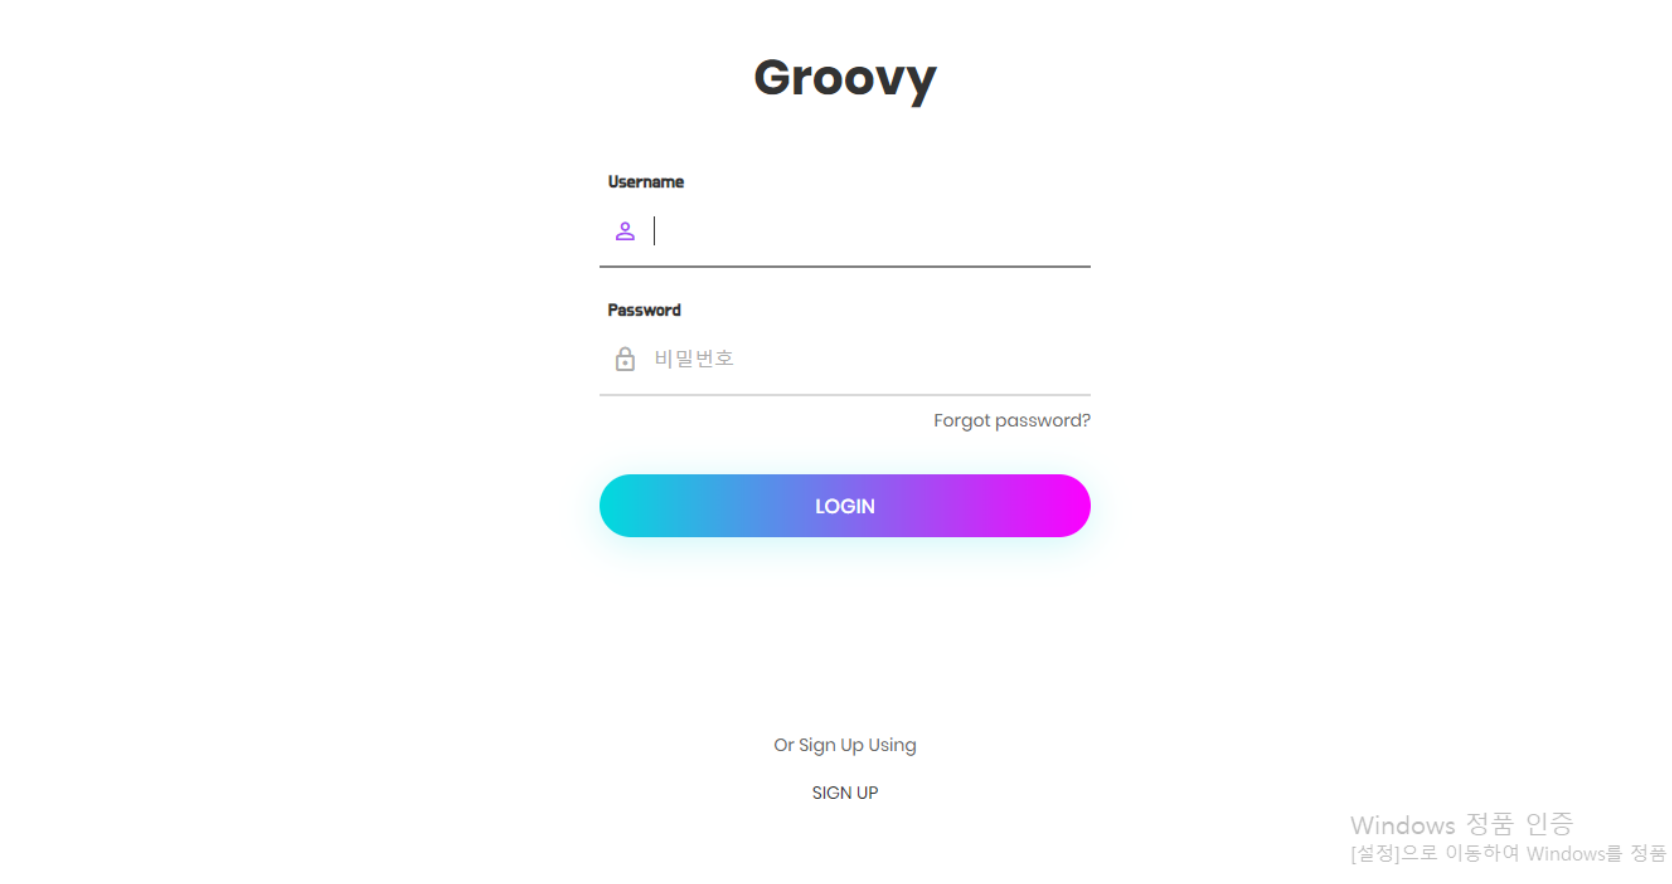 Groovy
Username
Password
비밀번호
Forgot password?
LOGIN
Or Sign Up Using
SIGN UP
Windows 정품 인증
[설정]으로 이동하여 Windows를 정품